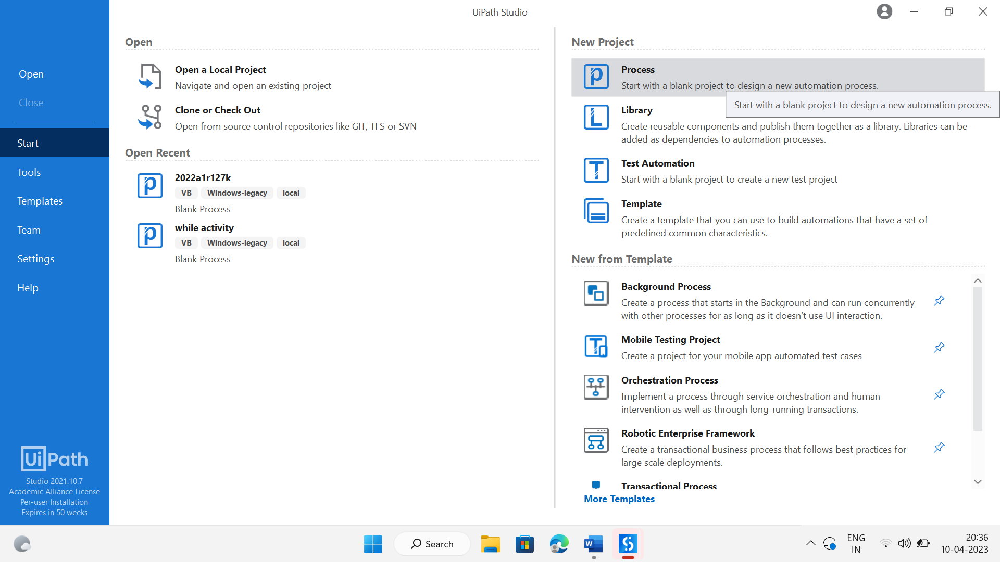 UiPath Studio
Open
Close
Start
Tools
Templates
Team
Settings
Help
UiPath
Studio 2021.10.7
Academic Alliance License
Per-user Installation
Expires in 50 weeks
Open
Open a Local Project
Navigate and open an existing project
Clone or Check Out
Open from source control repositories like GIT, TFS or SVN
Open Recent
2022a1r127k
VB Windows-legacy local
Blank Process
while activity
VB Windows-legacy local
Blank Process
New Project
Process
Start with a blank project to design a new automation process.
Start with a blank project to design a new automation process.
Library
Create reusable components and publish them together as a library. Libraries can be
added as dependencies to automation processes.
Test Automation
Start with a blank project to create a new test project
Template
Create a template that you can use to build automations that have a set of
predefined common characteristics.
New from Template
Background Process
Create a process that starts in the Background and can run concurrently
with other processes for as long as it doesn’t use UI interaction.
Mobile Testing Project
Create a project for your mobile app automated test cases
Orchestration Process
Implement a process through service orchestration and human
intervention as well as through long-running transactions.
Robotic Enterprise Framework
Create a transactional business process that follows best practices for
large scale deployments.
Transactional Process
More Templates
Search
ENG
IN
20:36
10-04-2023